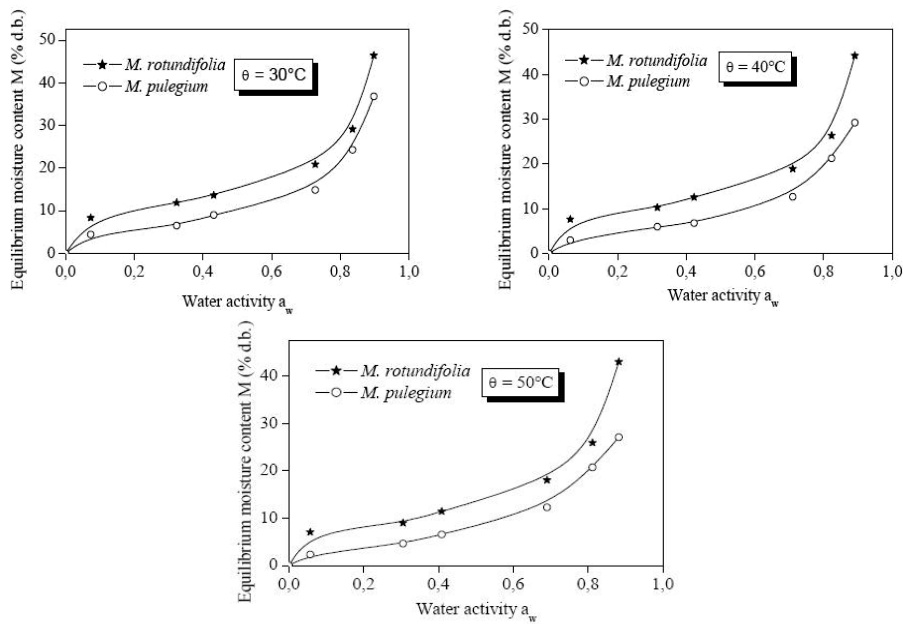 Equilibrium moisture content M (% d.b.)
50
40
30
20
10
0
M. rotundifolia
M. pulegium
θ = 30°C
0,0
0,2
0,4
0,6
0,8
1,0
Water activity a_w
Equilibrium moisture content M (% d.b.)
50
40
30
20
10
0
M. rotundifolia
M. pulegium
θ = 40°C
0,0
0,2
0,4
0,6
0,8
1,0
Water activity a_w
Equilibrium moisture content M (% d.b.)
40
30
20
10
0
M. rotundifolia
M. pulegium
θ = 50°C
0,0
0,2
0,4
0,6
0,8
1,0
Water activity a_w